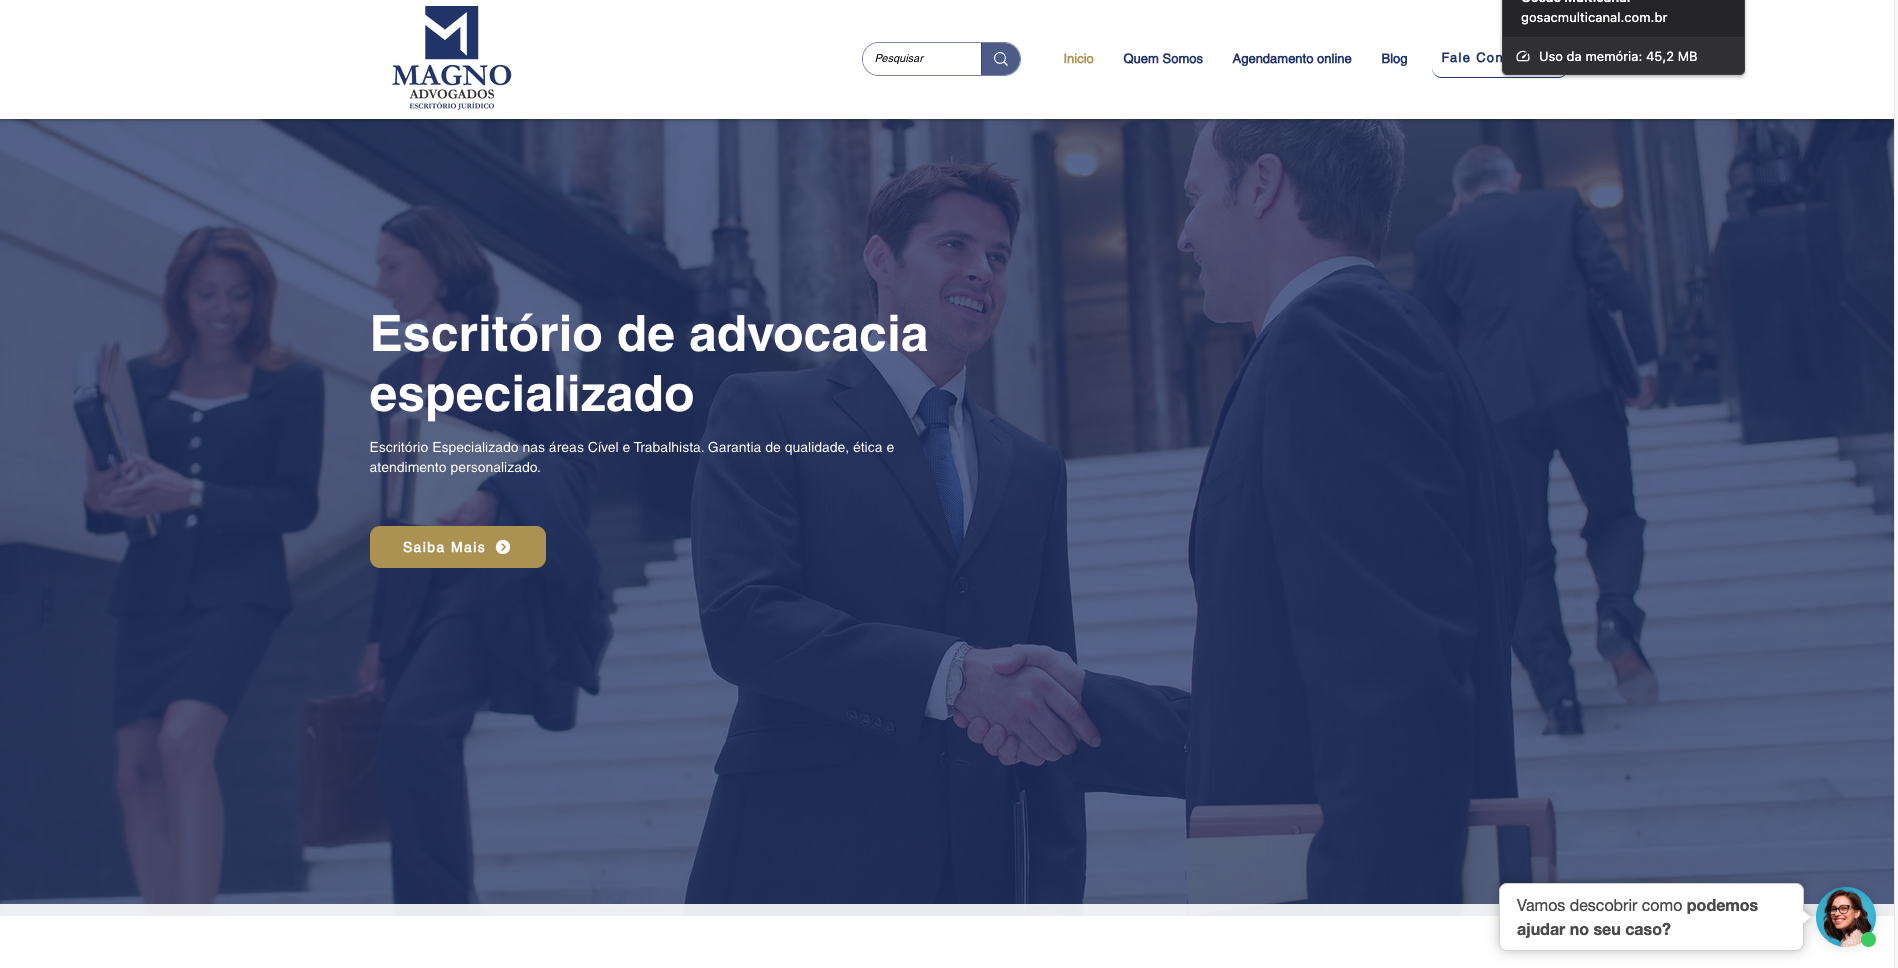 MAGNO
ADVOGADOS
ESCRITÓRIO JURÍDICO
Pesquisar
Inicio
Quem Somos
Agendamento online
Blog
Fale
gosacmulticanal.com.br
Uso da memória: 45,2 MB
Escritório de advocacia
especializado
Escritório Especializado nas áreas Cível e Trabalhista. Garantia de qualidade, ética e
atendimento personalizado.
Saiba Mais
Vamos descobrir como podemos
ajudar no seu caso?